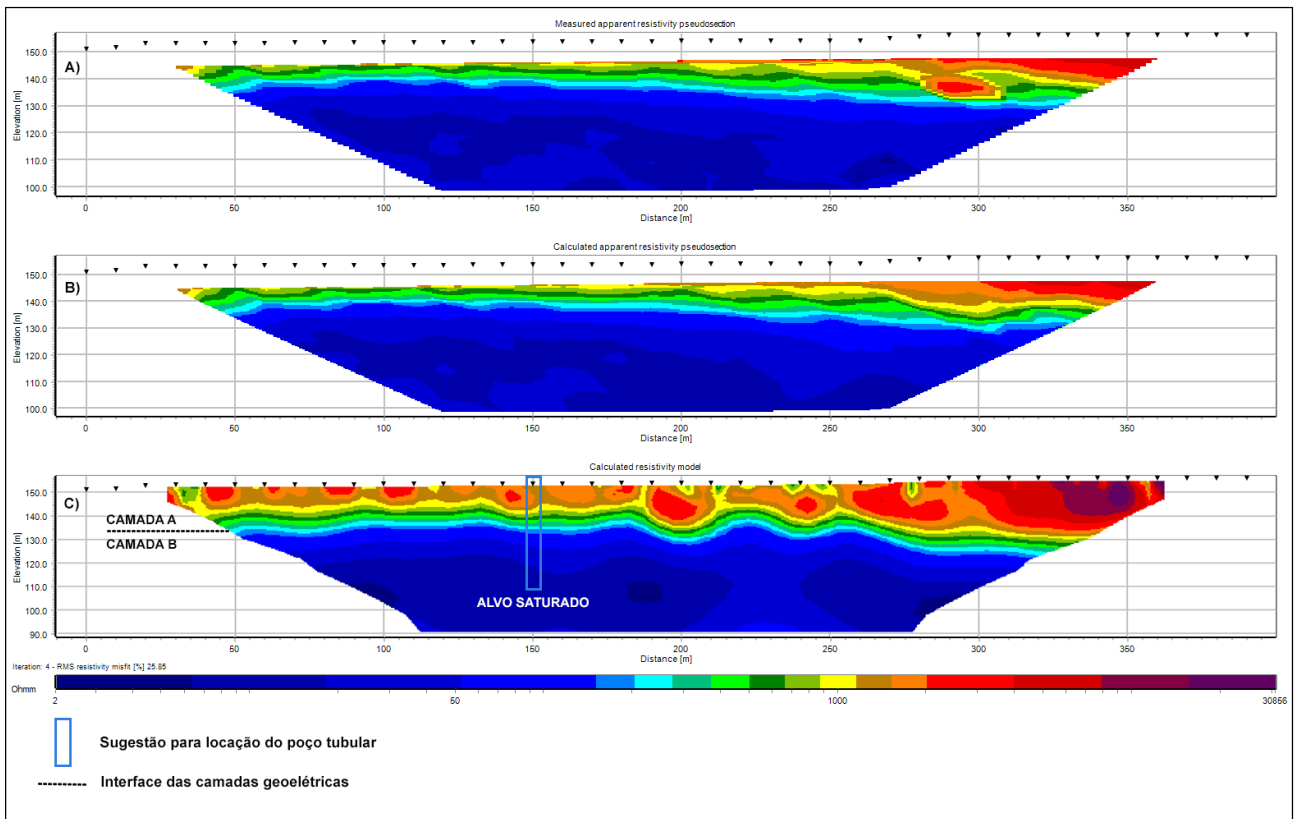 Measured apparent resistivity pseudosection
A)
Elevation [m]
150.0
140.0
130.0
120.0
110.0
100.0
0 50 100 150 200 250 300 350
Distance [m]
Calculated apparent resistivity pseudosection
B)
Elevation [m]
150.0
140.0
130.0
120.0
110.0
100.0
0 50 100 150 200 250 300 350
Distance [m]
Calculated resistivity model
C)
Elevation [m]
150.0
140.0
130.0
120.0
110.0
100.0
90.0
CAMADA A
CAMADA B
ALVO SATURADO
0 50 100 150 200 250 300 350
Distance [m]
Iteration: 4 - RMS resistivity misfit [%] 25.85
Ohmm
2 50 1000 30856
Sugestão para locação do poço tubular
Interface das camadas geoelétricas